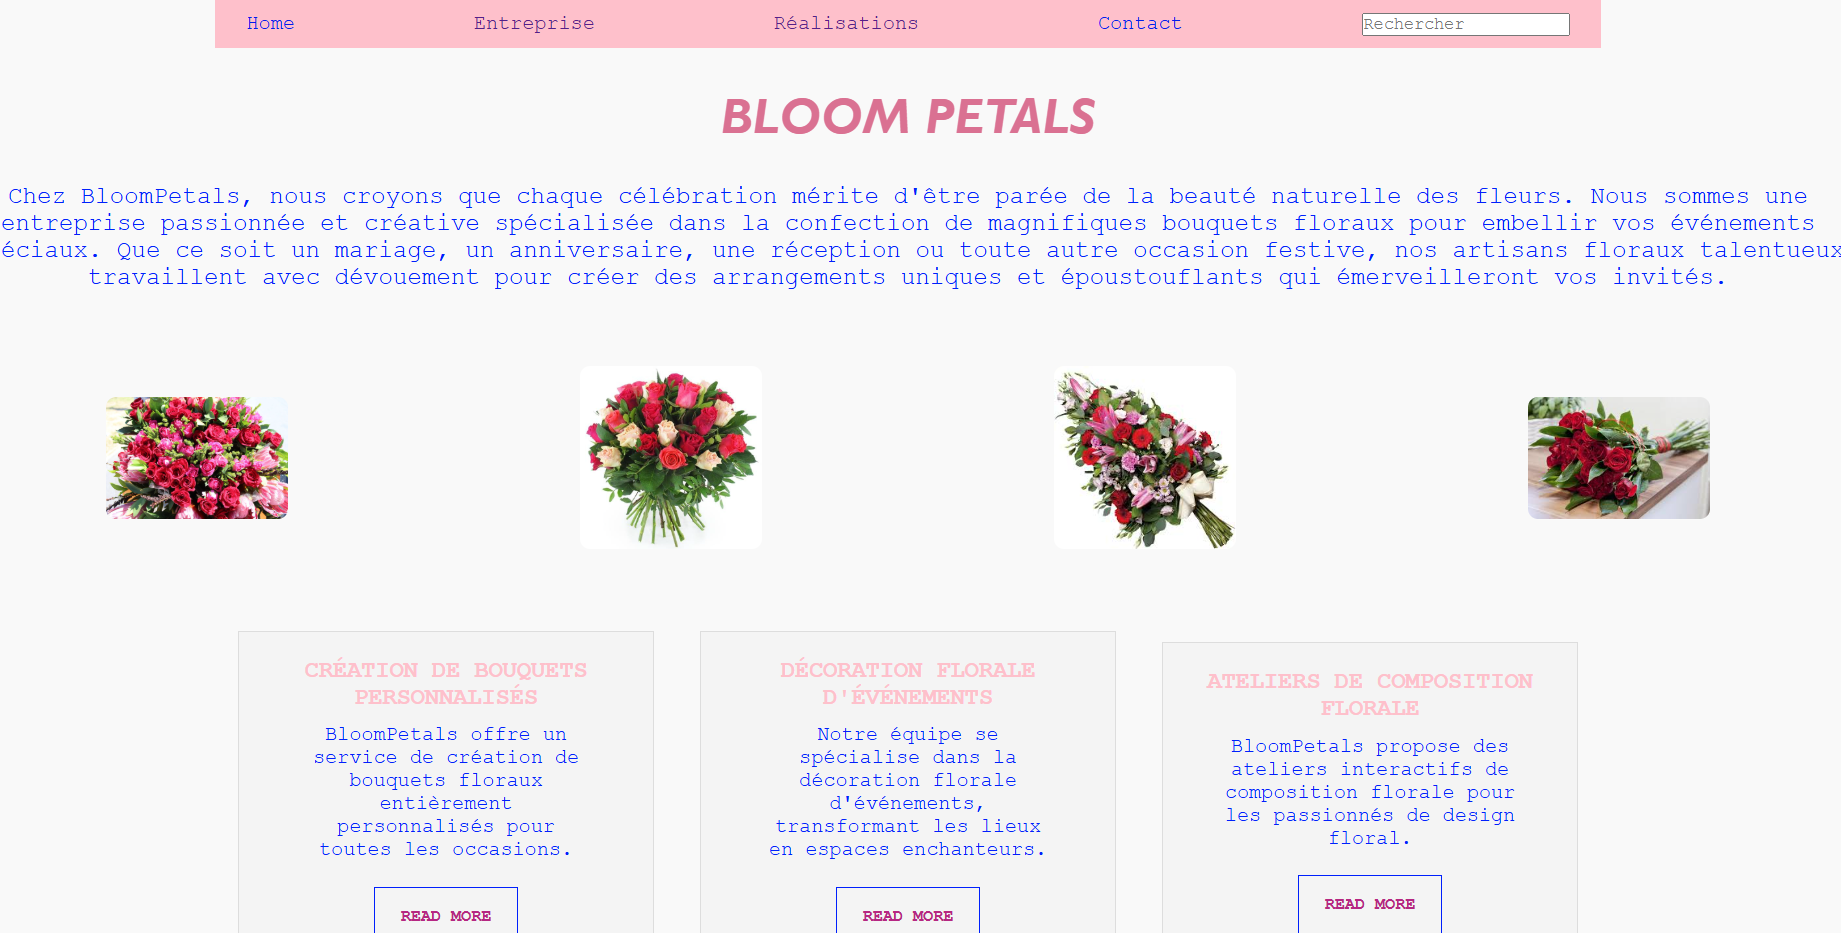 Home Entreprise Réalisations Contact Rechercher
BLOOM PETALS
Chez BloomPetals, nous croyons que chaque célébration mérite d'être parée de la beauté naturelle des fleurs. Nous sommes une
entreprise passionnée et créative spécialisée dans la confection de magnifiques bouquets floraux pour embellir vos événements
éciaux. Que ce soit un mariage, un anniversaire, une réception ou toute autre occasion festive, nos artisans floraux talentueux
travaillent avec dévouement pour créer des arrangements uniques et époustouflants qui émerveilleront vos invités.
CRÉATION DE BOUQUETS
PERSONNALISÉS
BloomPetals offre un
service de création de
bouquets floraux
entièrement
personnalisés pour
toutes les occasions.
READ MORE
DÉCORATION FLORALE
D'ÉVÉNEMENTS
Notre équipe se
spécialise dans la
décoration florale
d'événements,
transformant les lieux
en espaces enchanteurs.
READ MORE
ATELIERS DE COMPOSITION
FLORALE
BloomPetals propose des
ateliers interactifs de
composition florale pour
les passionnés de design
floral.
READ MORE